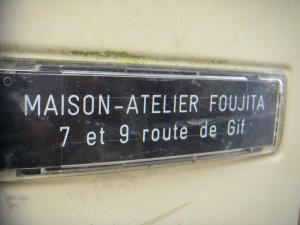 MAISON-ATELIER FOUJITA
7 et 9 route de Gif